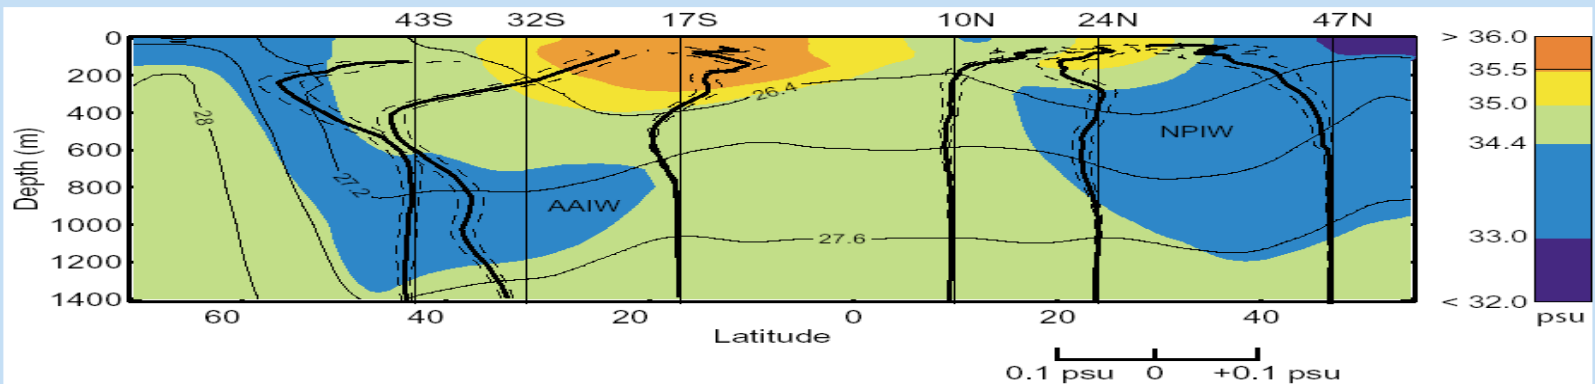 43S 32S 17S 10N 24N 47N
0
200
400
600
800
1000
1200
1400
Depth (m)
28
27.2
26.4
27.6
AAIW
NPIW
60 40 20 0 20 40
Latitude
0.1 psu 0 +0.1 psu
> 36.0
35.5
35.0
34.4
33.0
< 32.0
psu